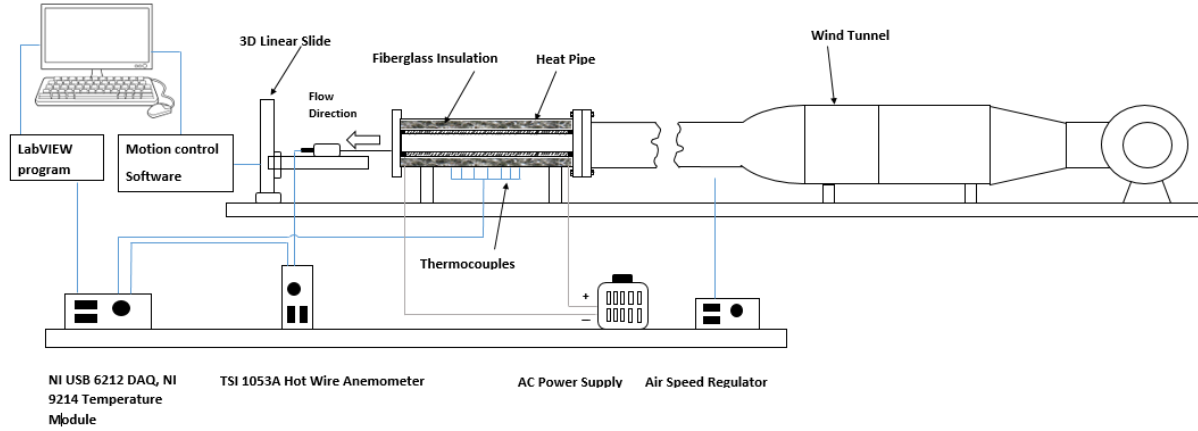 3D Linear Slide
Fiberglass Insulation
Heat Pipe
Wind Tunnel
Flow
Direction
LabVIEW
program
Motion control
Software
Thermocouples
+
–
NI USB 6212 DAQ, NI
9214 Temperature
Module
TSI 1053A Hot Wire Anemometer
AC Power Supply
Air Speed Regulator